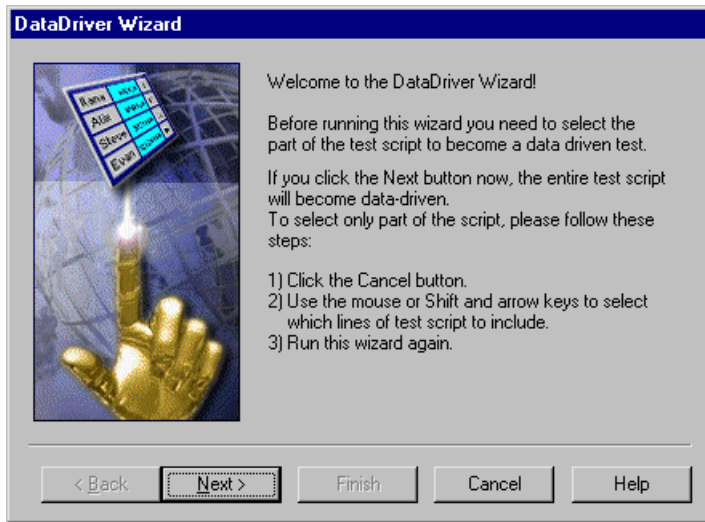 DataDriver Wizard
Rana
Alix
Steve
Evan
Welcome to the DataDriver Wizard!
Before running this wizard you need to select the
part of the test script to become a data driven test.
If you click the Next button now, the entire test script
will become data-driven.
To select only part of the script, please follow these
steps:
1) Click the Cancel button.
2) Use the mouse or Shift and arrow keys to select
which lines of test script to include.
3) Run this wizard again.
< Back
Next >
Finish
Cancel
Help